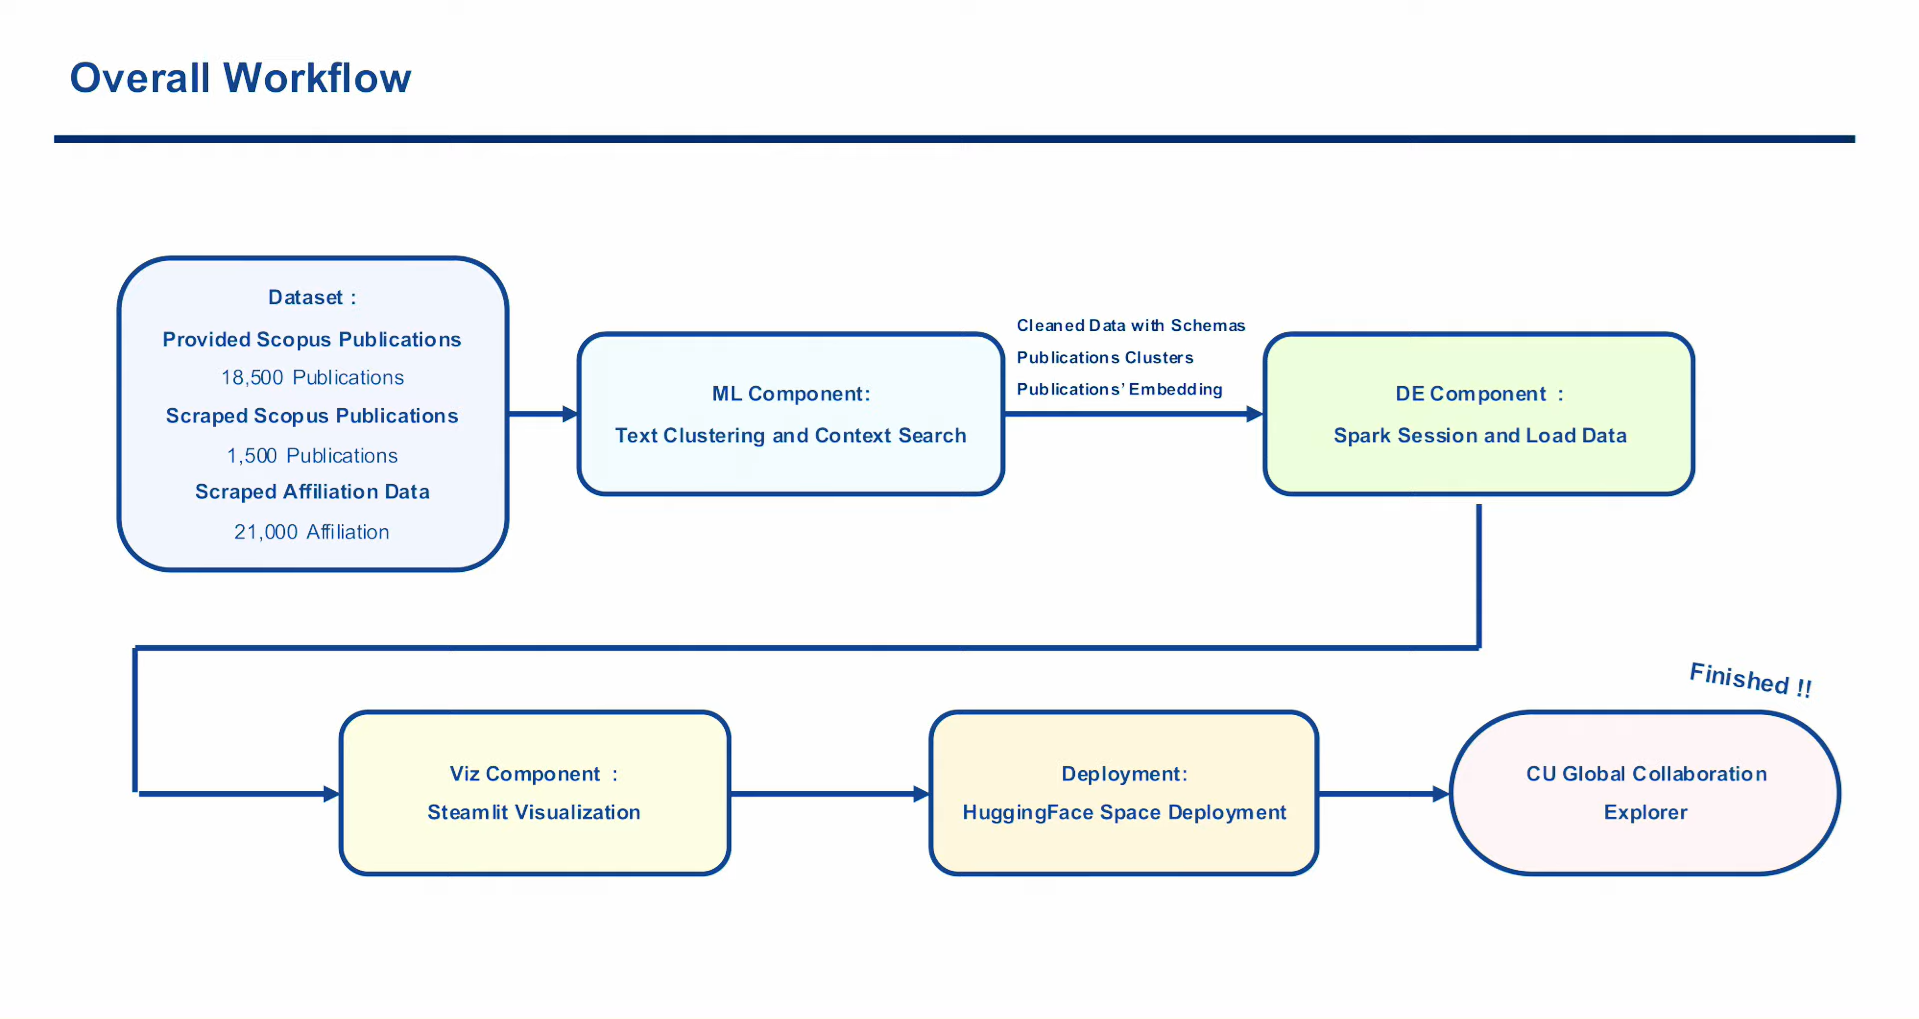 Overall Workflow
Dataset :
Provided Scopus Publications
18,500 Publications
Scraped Scopus Publications
1,500 Publications
Scraped Affiliation Data
21,000 Affiliation
ML Component:
Text Clustering and Context Search
Cleaned Data with Schemas
Publications Clusters
Publications’ Embedding
DE Component :
Spark Session and Load Data
Viz Component :
Steamlit Visualization
Deployment:
HuggingFace Space Deployment
Finished !!
CU Global Collaboration
Explorer